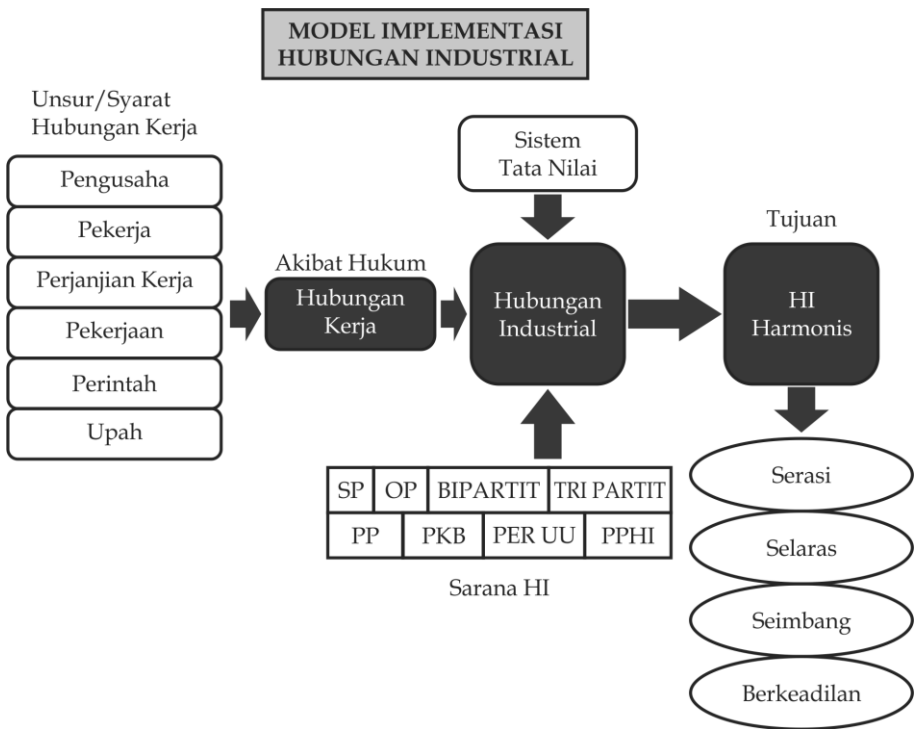 MODEL IMPLEMENTASI
HUBUNGAN INDUSTRIAL
Unsur/Syarat
Hubungan Kerja
Pengusaha
Pekerja
Perjanjian Kerja
Pekerjaan
Perintah
Upah
Akibat Hukum
Hubungan
Kerja
Sistem
Tata Nilai
Hubungan
Industrial
SP OP BIPARTIT TRI PARTIT
PP PKB PER UU PPHI
Sarana HI
Tujuan
HI
Harmonis
Serasi
Selaras
Seimbang
Berkeadilan